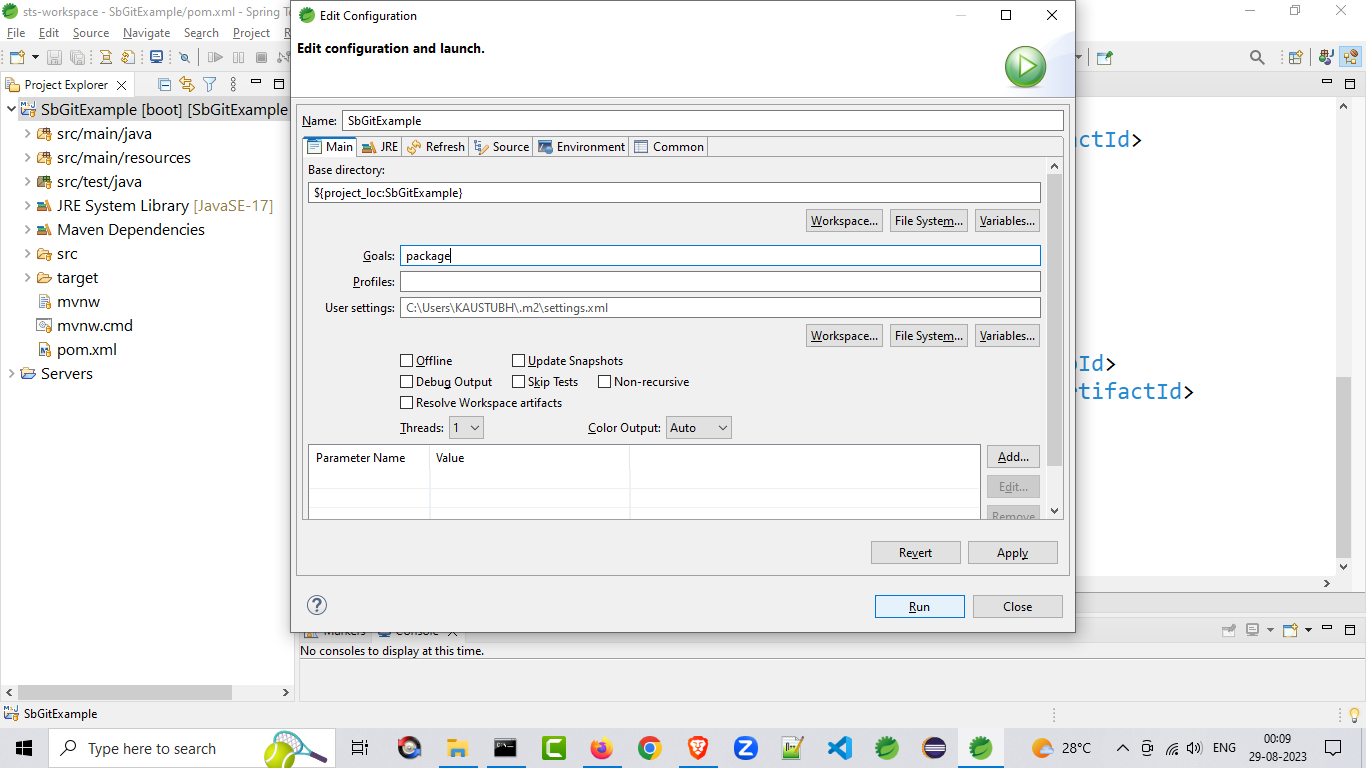 sts-workspace - SbGitExample/pom.xml - Spring
File Edit Source Navigate Search Project
Project Explorer
SbGitExample [boot] [SbGitExample
src/main/java
src/main/resources
src/test/java
JRE System Library [JavaSE-17]
Maven Dependencies
src
target
mvnw
mvnw.cmd
pom.xml
Servers
Edit Configuration
Edit configuration and launch.
Name: SbGitExample
Main JRE Refresh Source Environment Common
Base directory:
${project_loc:SbGitExample}
Workspace... File System... Variables...
Goals: package
Profiles:
User settings: C:\Users\KAUSTUBH\.m2\settings.xml
Workspace... File System... Variables...
Offline Update Snapshots
Debug Output Skip Tests Non-recursive
Resolve Workspace artifacts
Threads: 1 Color Output: Auto
Parameter Name Value
Add...
Edit...
Remove
Revert Apply
Run Close
actId>
Id>
tifactId>
Markers Console
No consoles to display at this time.
SbGitExample
Type here to search
28°C
ENG
00:09
29-08-2023